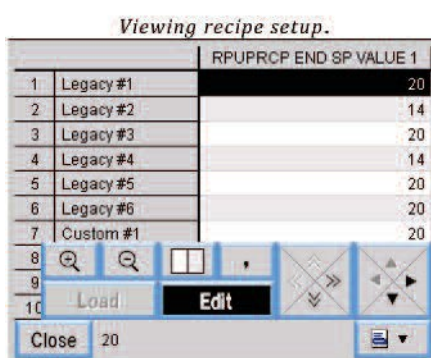 Viewing recipe setup.
RPUPRCP END SP VALUE 1
1 Legacy #1 20
2 Legacy #2 14
3 Legacy #3 20
4 Legacy #4 14
5 Legacy #5 20
6 Legacy #6 20
7 Custom #1 20
8 ,
9
10 Load Edit
Close 20